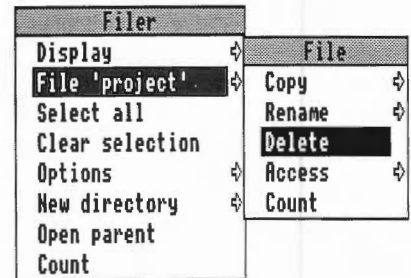 Filer
Display
File 'project'
Select all
Clear selection
Options
New directory
Open parent
Count
File
Copy
Rename
Delete
Access
Count